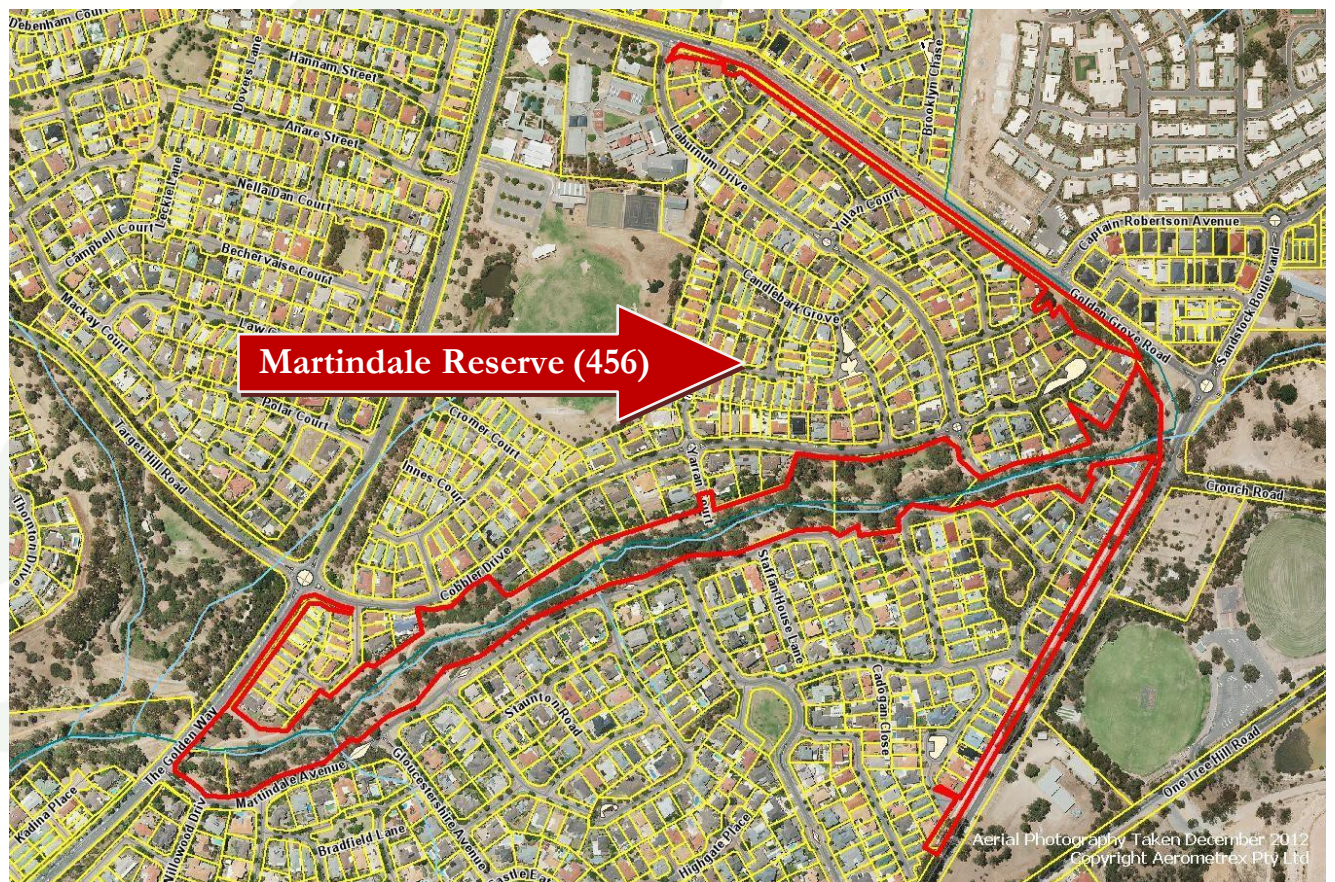 Debenham Court
Hannam Street
Dovers Lane
Anare Street
Leckie Lane
Nella Dan Court
Campbell Court
Bechervaise Court
Mackay Court
Law
Polar Court
Target Hill Road
Thornton Drive
Brooklyn Chase
Laburnum Drive
Yulan Court
Captain Robertson Avenue
Candlebark Grove
Golden Grove Road
Sandstock Boulevard
Martindale Reserve (456)
Cromer Court
Innes Court
Yarran Court
Crouch Road
Cobbler Drive
Staffan House Lane
Cadogan Close
Staunton Road
The Golden Way
Martindale Avenue
Gloucestershire Avenue
One Tree Hill Road
Kadina Place
Bradfield Lane
Highgate Place
Aerial Photography Taken December 2012
Copyright Aerometrex Pty Ltd